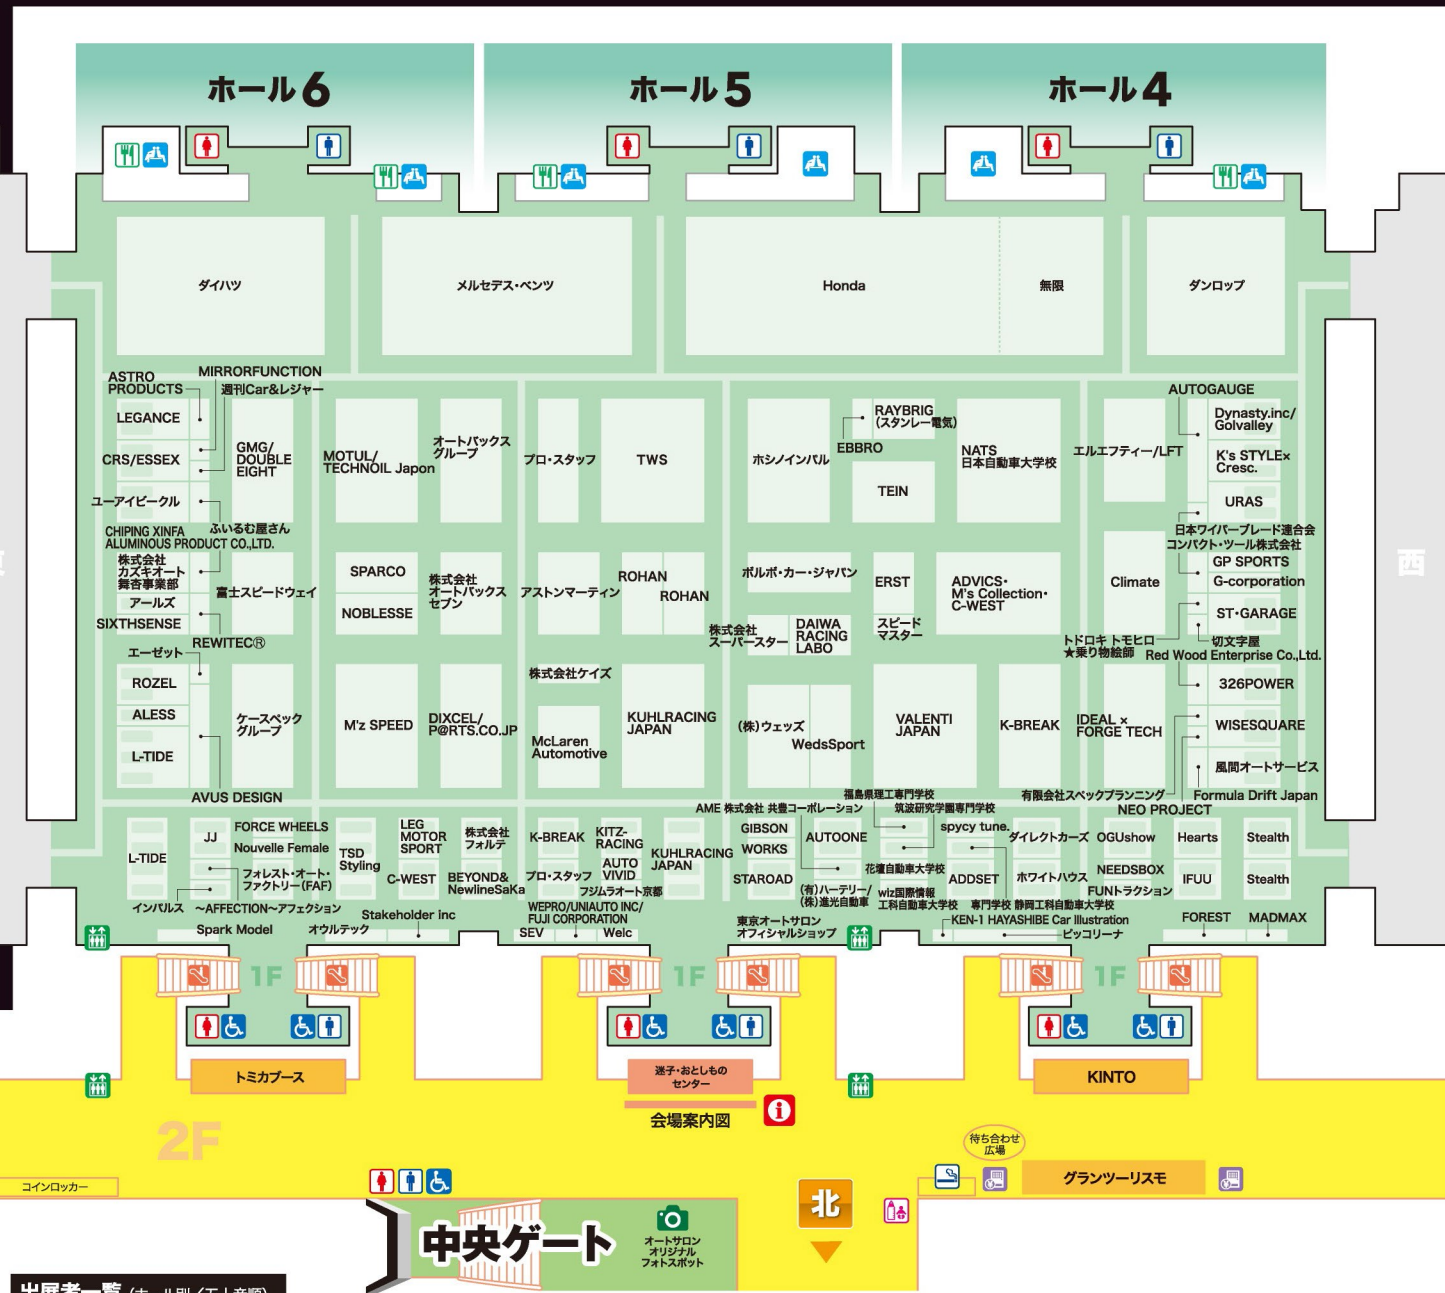 ホール6
ホール5
ホール4
ダイハツ
メルセデス・ベンツ
Honda
無限
ダンロップ
ASTRO
PRODUCTS
MIRRORFUNCTION
週刊Car&レジャー
LEGANCE
CRS/ESSEX
ユーアイビークル
GMG/
DOUBLE
EIGHT
MOTUL/
TECHNOIL Japon
オートバックス
グループ
プロ・スタッフ
TWS
ホシノインパル
EBBRO
RAYBRIG
(スタンレー電気)
TEIN
NATS
日本自動車大学校
エルエフティー/LFT
AUTOGAUGE
Dynasty.inc/
Golvalley
K's STYLE×
Cresc.
URAS
日本ワイパーブレード連合会
コンパクト・ツール株式会社
CHIPING XINFA
ALUMINOUS PRODUCT CO.,LTD.
ふいるむ屋さん
株式会社
カズキオート
舞杏事業部
アールズ
SIXTHSENSE
富士スピードウェイ
REWITEC®
SPARCO
NOBLESSE
株式会社
オートバックス
セブン
アストンマーティン
ROHAN
ROHAN
ボルボ・カー・ジャパン
株式会社
スーパースター
DAIWA
RACING
LABO
ERST
スピード
マスター
ADVICS・
M's Collection・
C-WEST
Climate
GP SPORTS
G-corporation
ST・GARAGE
トドロキ トモヒロ
★乗り物絵師
切文字屋
Red Wood Enterprise Co.,Ltd.
エーゼット
ROZEL
ALESS
L-TIDE
ケースペック
グループ
AVUS DESIGN
M'z SPEED
DIXCEL/
P@RTS.CO.JP
株式会社ケイズ
McLaren
Automotive
KUHLRACING
JAPAN
(株)ウェッズ
WedsSport
VALENTI
JAPAN
K-BREAK
IDEAL ×
FORGE TECH
326POWER
WISESQUARE
風間オートサービス
有限会社スペックプランニング
Formula Drift Japan
NEO PROJECT
福島県理工専門学校
AME 株式会社 共豊コーポレーション
筑波研究学園専門学校
L-TIDE
JJ
FORCE WHEELS
Nouvelle Female
フォレスト・オート・
ファクトリー(FAF)
インパルス
〜AFFECTION〜アフェクション
TSD
Styling
LEG
MOTOR
SPORT
C-WEST
株式会社
フォルテ
BEYOND&
NewlineSaKa
K-BREAK
プロ・スタッフ
KITZ-
RACING
AUTO
VIVID
フジムラオート京都
KUHLRACING
JAPAN
GIBSON
WORKS
STAROAD
AUTOONE
(有)ハーテリー/
(株)進光自動車
花壇自動車大学校
wiz国際情報
工科自動車大学校
spycy tune.
ADDSET
専門学校 静岡工科自動車大学校
ダイレクトカーズ
ホワイトハウス
OGUshow
NEEDSBOX
FUNトラクション
Hearts
IFUU
Stealth
Stealth
Spark Model
オウルテック
Stakeholder inc
WEPRO/UNIAUTO INC/
FUJI CORPORATION
SEV
Welc
東京オートサロン
オフィシャルショップ
KEN-1 HAYASHIBE Car Illustration
ピッコリーナ
FOREST
MADMAX
西
1F
1F
1F
トミカブース
迷子・おとしもの
センター
KINTO
会場案内図
2F
待ち合わせ
広場
コインロッカー
グランツーリスモ
北
中央ゲート
オートサロン
オリジナル
フォトスポット
出展者一覧(ホール別/五十音順)